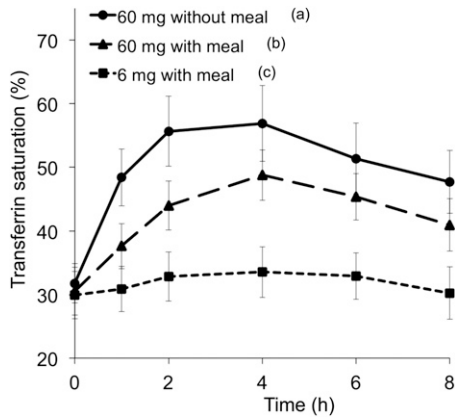 70
60
50
40
30
20
Transferrin saturation (%)
60 mg without meal (a)
60 mg with meal (b)
6 mg with meal (c)
0 2 4 6 8
Time (h)